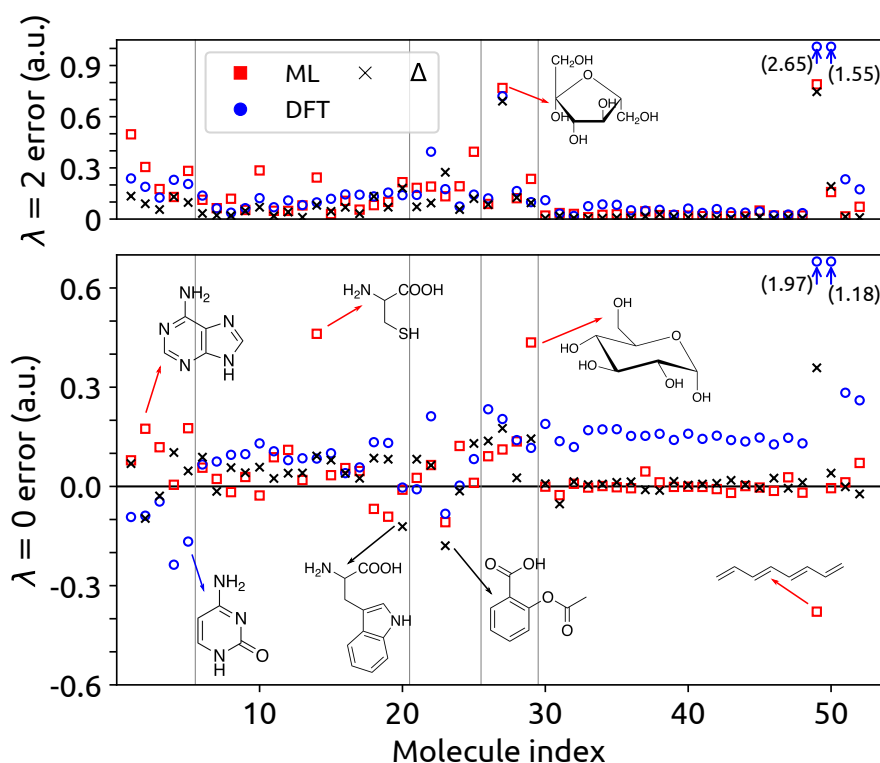 λ = 2 error (a.u.)
0.9
0.6
0.3
0
ML
Δ
DFT
CH₂OH
O
OH
OH
OH
CH₂OH
(2.65)
(1.55)
λ = 0 error (a.u.)
0.6
0.3
0.0
-0.3
-0.6
NH₂
N
N
N
N
H
H₂N
COOH
SH
OH
O
HO
HO
OH
OH
(1.97)
(1.18)
NH₂
N
N
H
O
H₂N
COOH
NH
O
OH
O
O
10
20
30
40
50
Molecule index